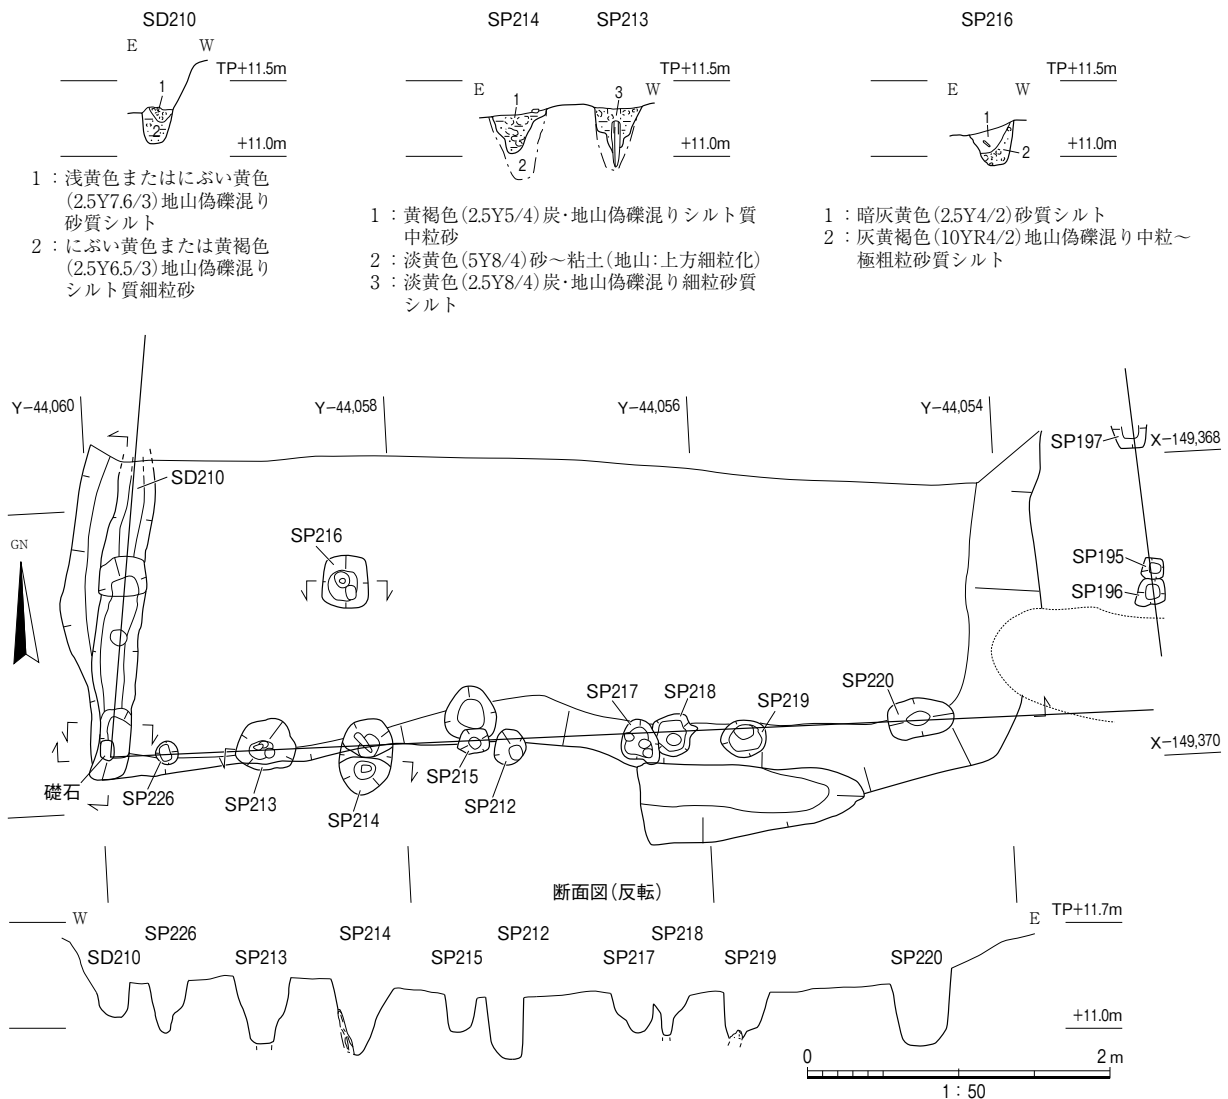 SD210
E W
TP+11.5m
1
2
+11.0m
1：浅黄色またはにぶい黄色
(2.5Y7.6/3)地山偽礫混り
砂質シルト
2：にぶい黄色または黄褐色
(2.5Y6.5/3)地山偽礫混り
シルト質細粒砂
SP214 SP213
TP+11.5m
E W
1 3
2
+11.0m
1：黄褐色(2.5Y5/4)炭・地山偽礫混りシルト質
中粒砂
2：淡黄色(5Y8/4)砂～粘土(地山：上方細粒化)
3：淡黄色(2.5Y8/4)炭・地山偽礫混り細粒砂質
シルト
SP216
TP+11.5m
E W
1
2
+11.0m
1：暗灰黄色(2.5Y4/2)砂質シルト
2：灰黄褐色(10YR4/2)地山偽礫混り中粒～
極粗粒砂質シルト
Y-44,060
Y-44,058
Y-44,056
Y-44,054
SP197
X-149,368
SD210
GN
SP216
SP195
SP196
SP217
SP218
SP219
SP220
X-149,370
礎石
SP226
SP213
SP214
SP215
SP212
断面図(反転)
W
E
TP+11.7m
SD210
SP226
SP213
SP214
SP215
SP212
SP217
SP218
SP219
SP220
+11.0m
0 2m
1：50